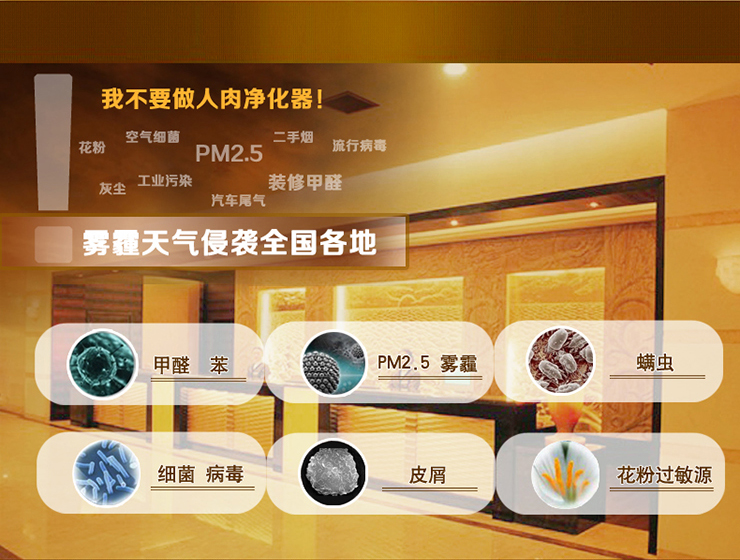 我不要做人肉净化器!
花粉 空气细菌 PM2.5 二手烟 流行病毒
灰尘 工业污染 汽车尾气 装修甲醛
雾霾天气侵袭全国各地
甲醛 苯
PM2.5 雾霾
螨虫
细菌 病毒
皮屑
花粉过敏源